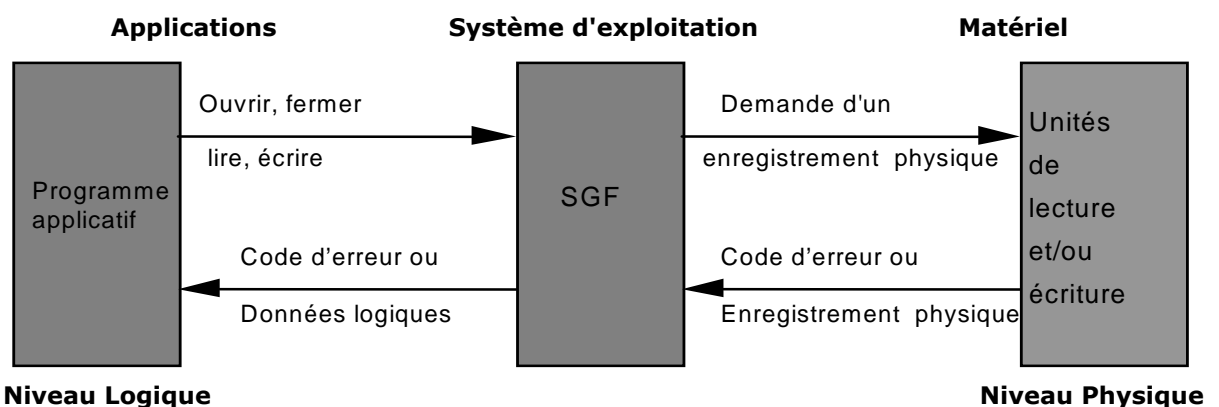 Applications
Système d'exploitation
Matériel
Programme
applicatif
Ouvrir, fermer
lire, écrire
Code d’erreur ou
Données logiques
SGF
Demande d'un
enregistrement physique
Code d’erreur ou
Enregistrement physique
Unités
de
lecture
et/ou
écriture
Niveau Logique
Niveau Physique